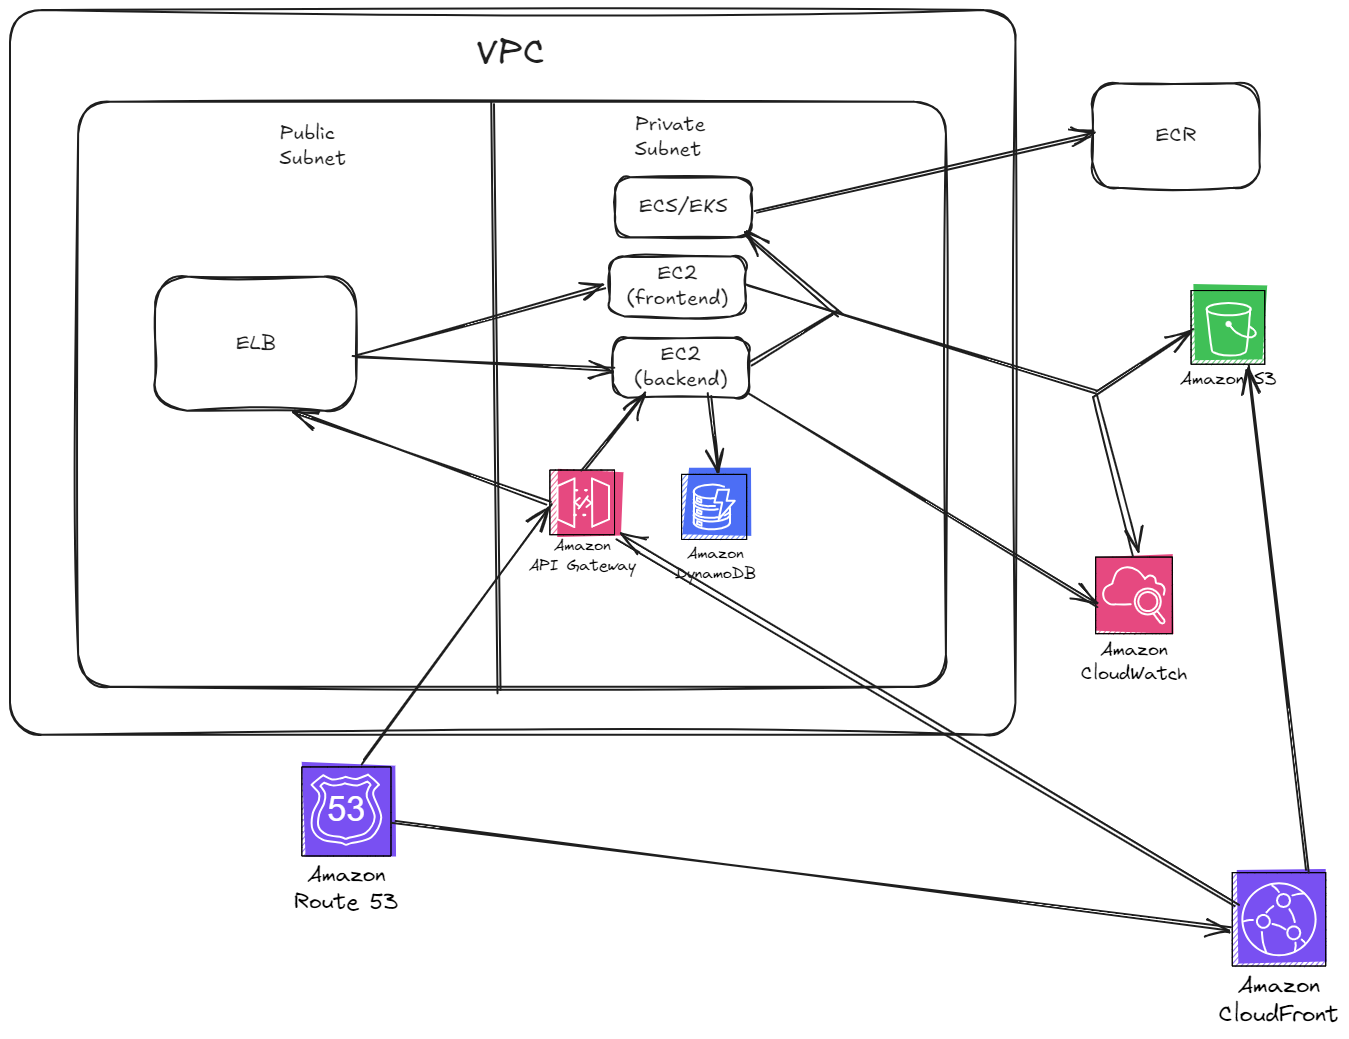 VPC
Public
Subnet
Private
Subnet
ECR
ECS/EKS
EC2
(frontend)
ELB
EC2
(backend)
Amazon S3
Amazon
API Gateway
Amazon
DynamoDB
Amazon
CloudWatch
53
Amazon
Route 53
Amazon
CloudFront